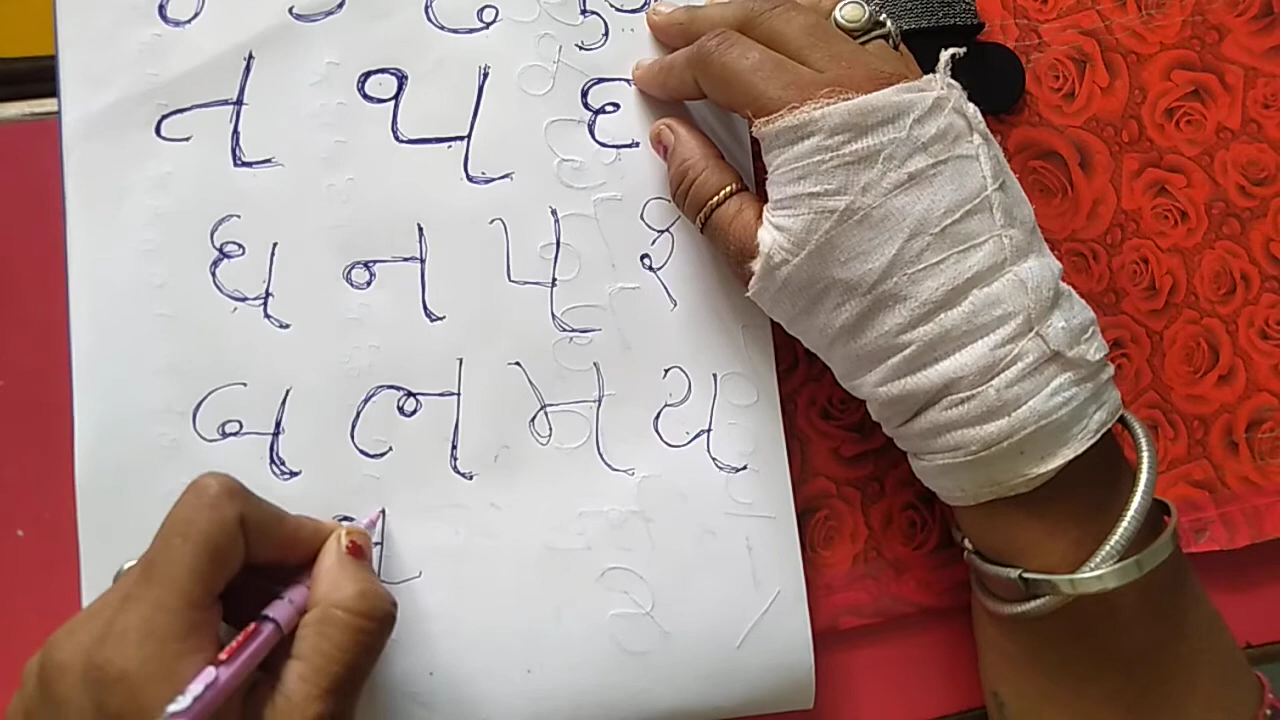 ત થ દ
ધ ન પ ફ
બ ભ મ ય